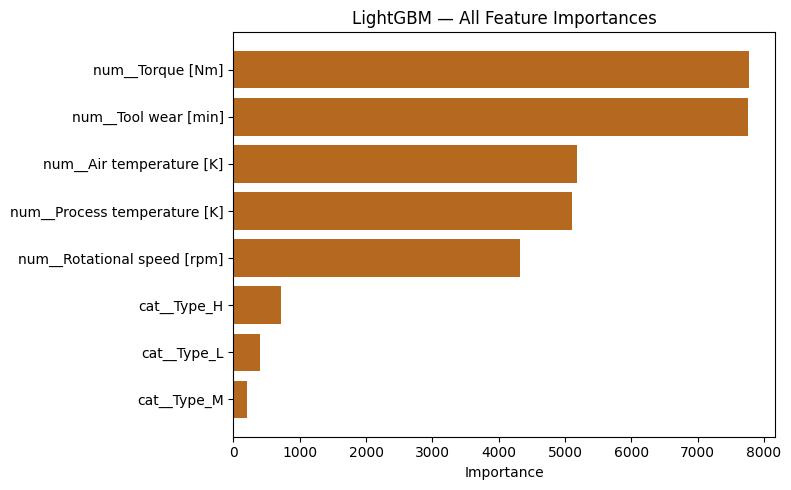 LightGBM — All Feature Importances
num__Torque [Nm]
num__Tool wear [min]
num__Air temperature [K]
num__Process temperature [K]
num__Rotational speed [rpm]
cat__Type_H
cat__Type_L
cat__Type_M
0 1000 2000 3000 4000 5000 6000 7000 8000
Importance